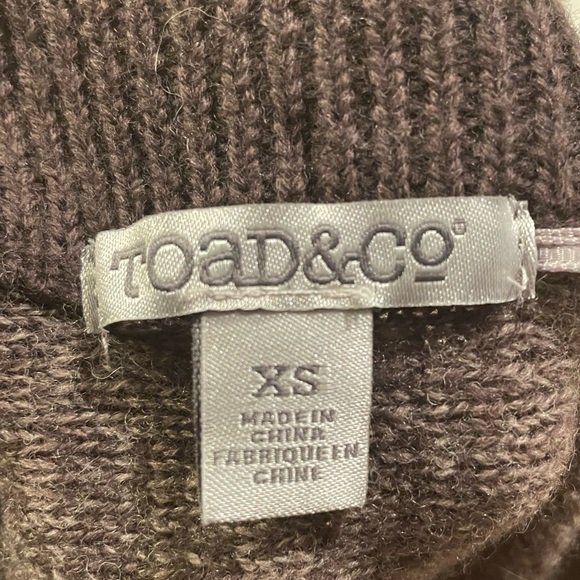 TOaD&Co®
XS
MADE IN
CHINA
FABRIQUE EN
CHINE